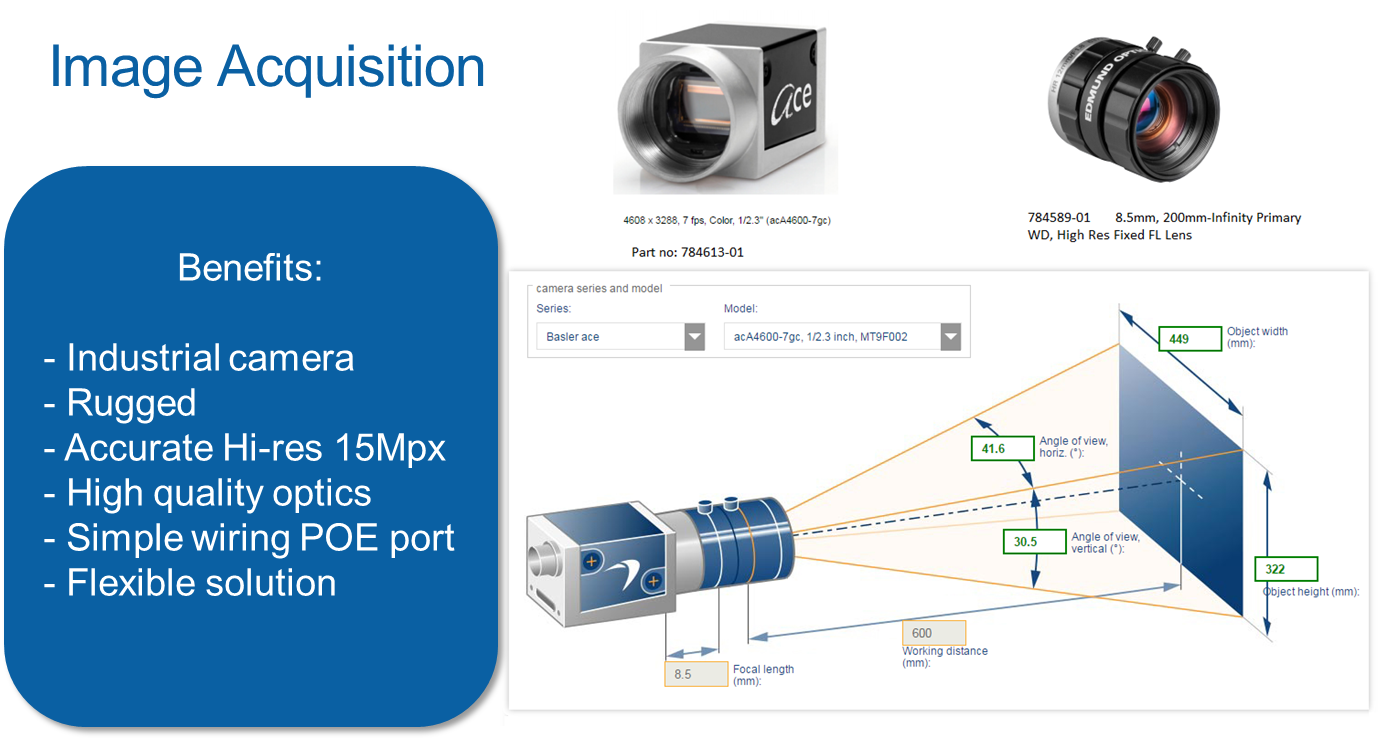 Image Acquisition
Benefits:
- Industrial camera
- Rugged
- Accurate Hi-res 15Mpx
- High quality optics
- Simple wiring POE port
- Flexible solution
ace
4608 x 3288, 7 fps, Color, 1/2.3" (acA4600-7gc)
Part no: 784613-01
EDMUND OPTI
784589-01 8.5mm, 200mm-Infinity Primary
WD, High Res Fixed FL Lens
camera series and model
Series:
Model:
Basler ace
acA4600-7gc, 1/2.3 inch, MT9F002
449
Object width
(mm):
41.6
Angle of view,
horiz. (°):
30.5
Angle of view,
vertical (°):
322
Object height (mm):
600
Working distance
(mm):
8.5
Focal length
(mm):